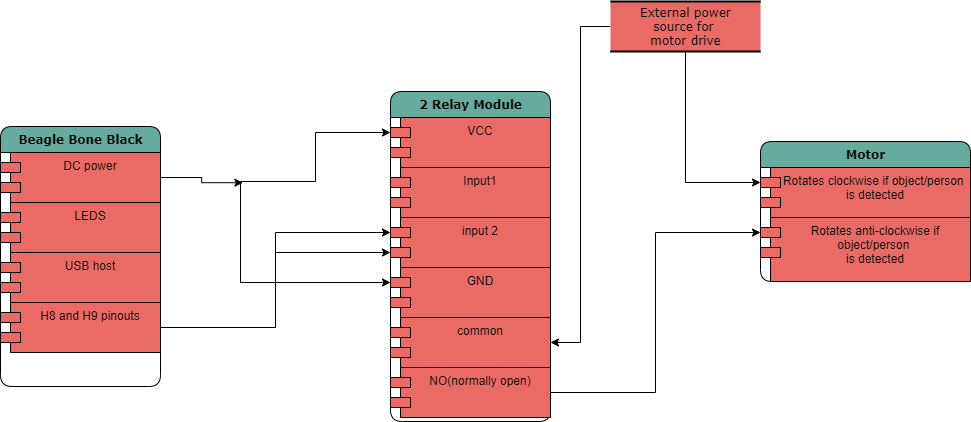 External power
source for
motor drive
2 Relay Module
VCC
Input1
input 2
GND
common
NO(normally open)
Beagle Bone Black
DC power
LEDS
USB host
H8 and H9 pinouts
Motor
Rotates clockwise if object/person
is detected
Rotates anti-clockwise if
object/person
is detected